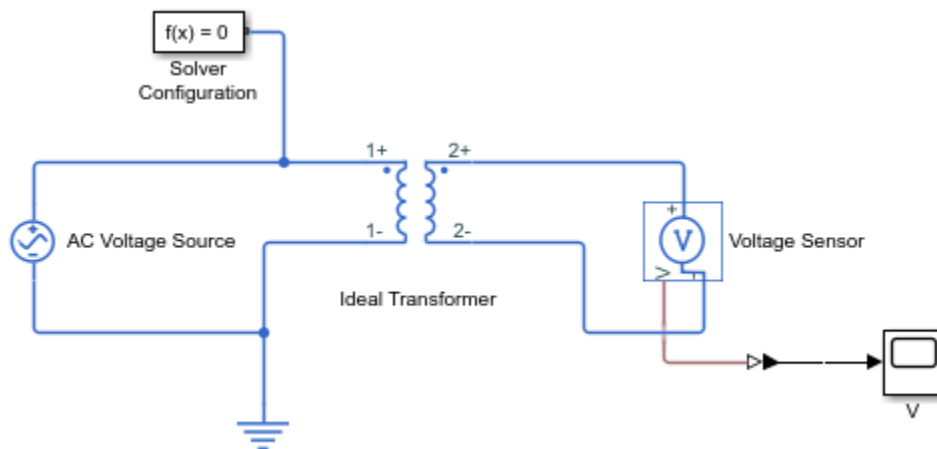 f(x) = 0
Solver
Configuration
1+
2+
+
AC Voltage Source
1-
2-
+
V
Voltage Sensor
V
-
Ideal Transformer
V